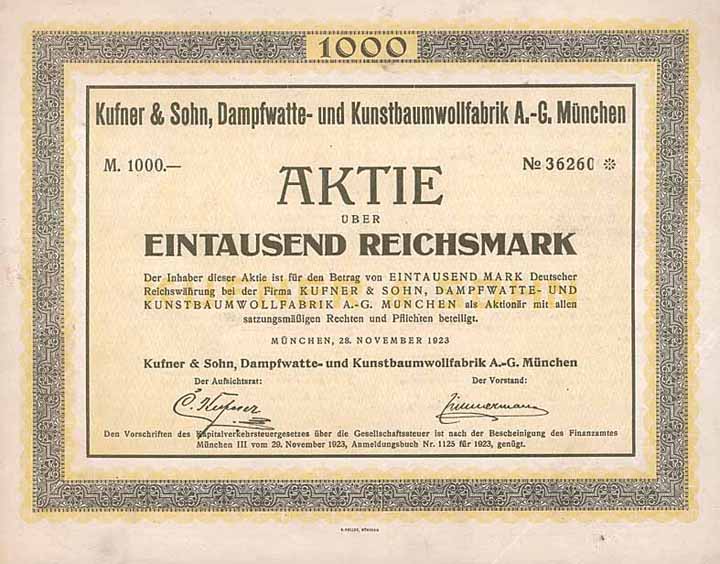 1000
Kufner & Sohn, Dampfwatte- und Kunstbaumwollfabrik A.-G. München
M. 1000.— № 36260 ✻
AKTIE
ÜBER
EINTAUSEND REICHSMARK
Der Inhaber dieser Aktie ist für den Betrag von EINTAUSEND MARK Deutscher
Reichswährung bei der Firma KUFNER & SOHN, DAMPFWATTE- UND
KUNSTBAUMWOLLFABRIK A.-G. MÜNCHEN als Aktionär mit allen
satzungsmäßigen Rechten und Pflichten beteiligt.
MÜNCHEN, 28. NOVEMBER 1923
Kufner & Sohn, Dampfwatte- und Kunstbaumwollfabrik A.-G. München
Der Aufsichtsrat: Der Vorstand:
C. Kufner Zimmermann
Den Vorschriften des Kapitalverkehrsteuergesetzes über die Gesellschaftssteuer ist nach der Bescheinigung des Finanzamtes
München III vom 29. November 1923, Anmeldungsbuch Nr. 1125 für 1923, genügt.